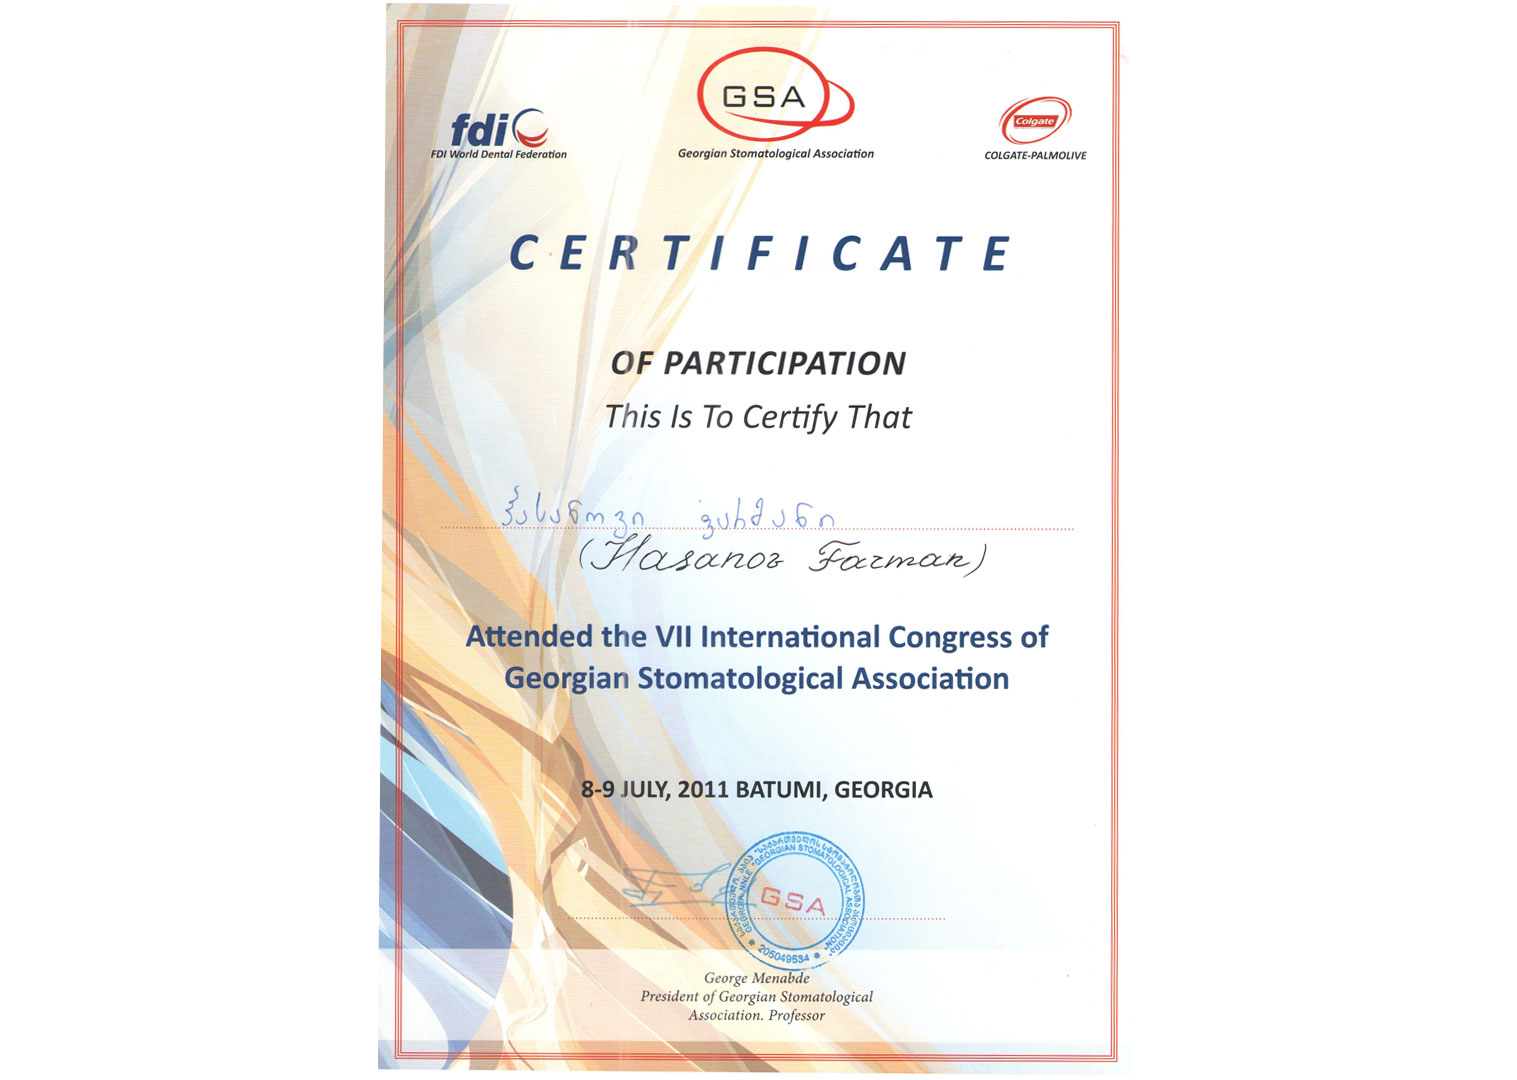 fdi
FDI World Dental Federation
GSA
Georgian Stomatological Association
Colgate
COLGATE-PALMOLIVE
CERTIFICATE
OF PARTICIPATION
This Is To Certify That
ჰასანოვი ფარმანი
(Hasanov Farman)
Attended the VII International Congress of
Georgian Stomatological Association
8-9 JULY, 2011 BATUMI, GEORGIA
GEORGIAN STOMATOLOGICAL ASSOCIATION
GSA
205049534
George Menabde
President of Georgian Stomatological
Association. Professor